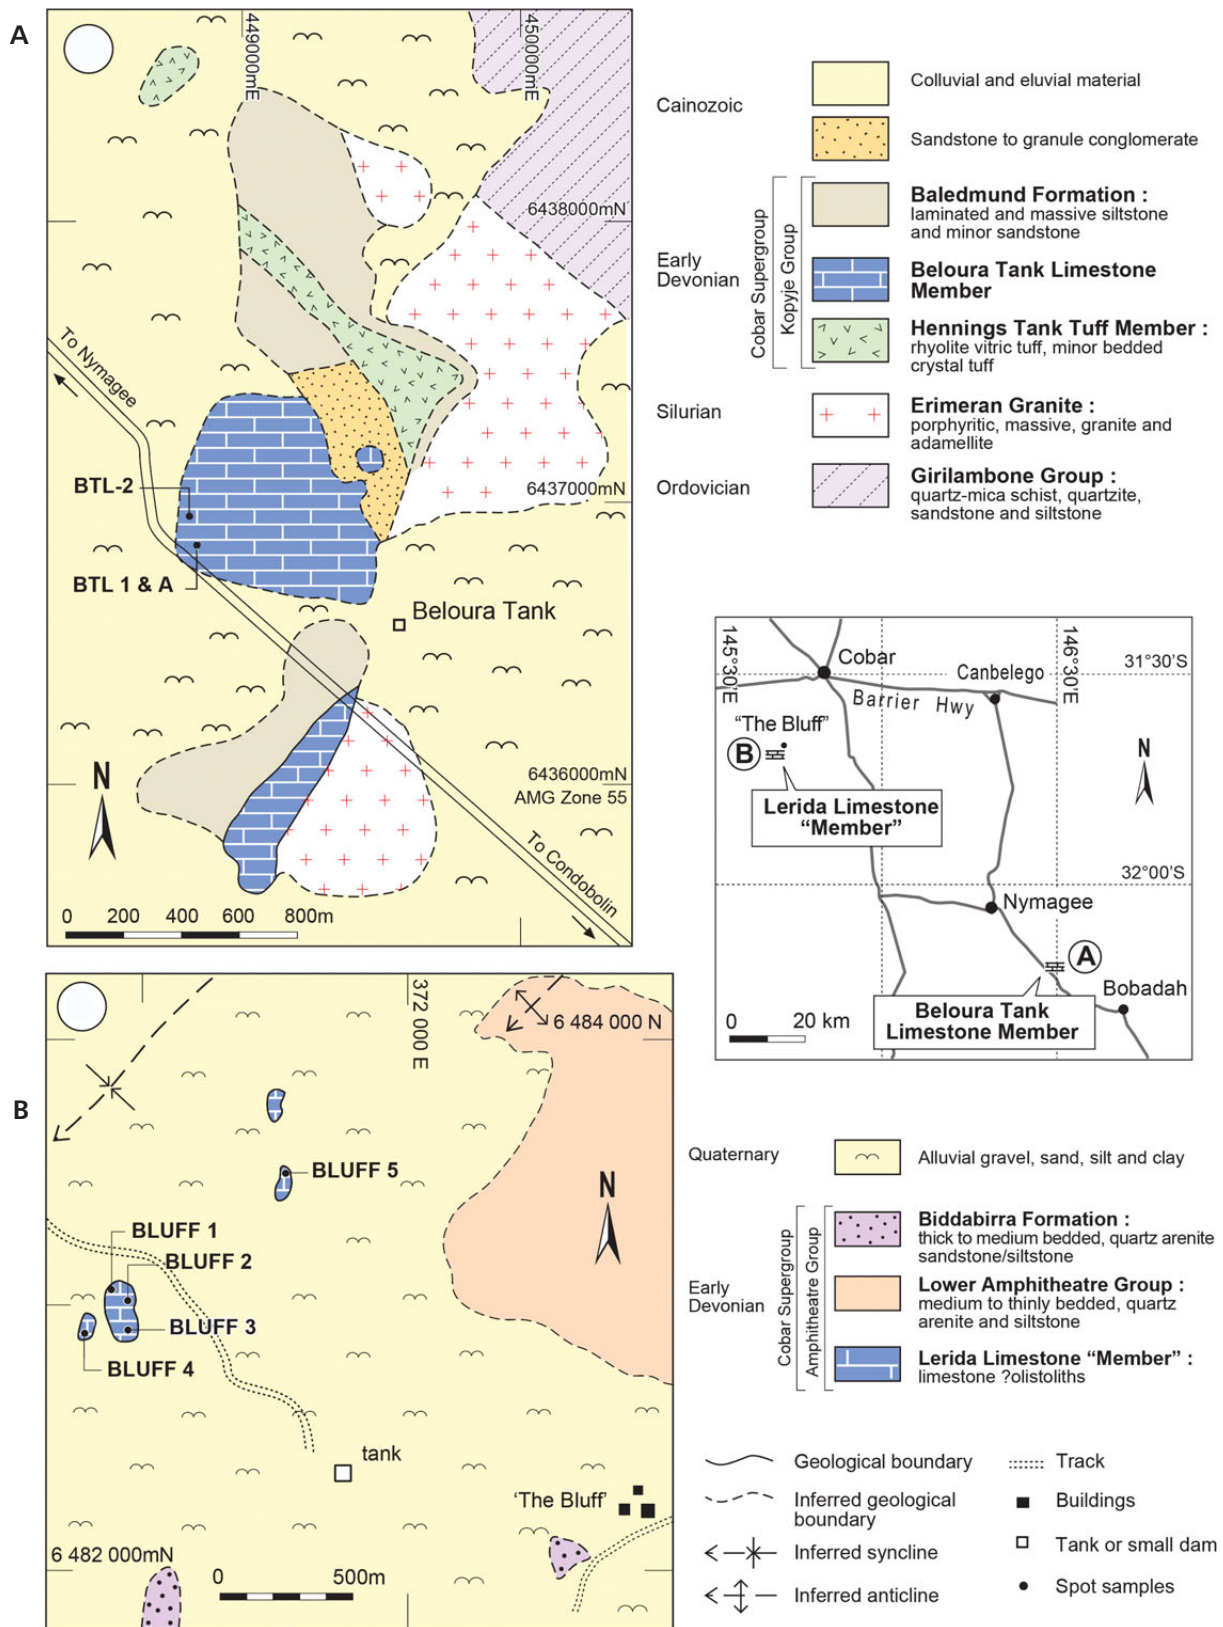 A
449000mE
450000mE
6438000mN
To Nymagee
BTL-2
6437000mN
BTL 1 & A
Beloura Tank
6436000mN
AMG Zone 55
N
To Condobolin
0 200 400 600 800m
Cainozoic
Colluvial and eluvial material
Sandstone to granule conglomerate
Early
Devonian
Cobar Supergroup
Kopyje Group
Baledmund Formation :
laminated and massive siltstone
and minor sandstone
Beloura Tank Limestone
Member
Hennings Tank Tuff Member :
rhyolite vitric tuff, minor bedded
crystal tuff
Silurian
Erimeran Granite :
porphyritic, massive, granite and
adamellite
Ordovician
Girilambone Group :
quartz-mica schist, quartzite,
sandstone and siltstone
145°30'E
146°30'E
31°30'S
Cobar
Canbelego
Barrier Hwy
"The Bluff"
B
N
Lerida Limestone
"Member"
32°00'S
Nymagee
A
Bobadah
0 20 km
Beloura Tank
Limestone Member
B
372 000 E
6 484 000 N
BLUFF 5
N
BLUFF 1
BLUFF 2
BLUFF 3
BLUFF 4
tank
'The Bluff'
6 482 000mN
0 500m
Quaternary
Alluvial gravel, sand, silt and clay
Early
Devonian
Cobar Supergroup
Amphitheatre Group
Biddabirra Formation :
thick to medium bedded, quartz arenite
sandstone/siltstone
Lower Amphitheatre Group :
medium to thinly bedded, quartz
arenite and siltstone
Lerida Limestone "Member" :
limestone ?olistoliths
Geological boundary
Track
Inferred geological
boundary
Buildings
Inferred syncline
Tank or small dam
Inferred anticline
Spot samples